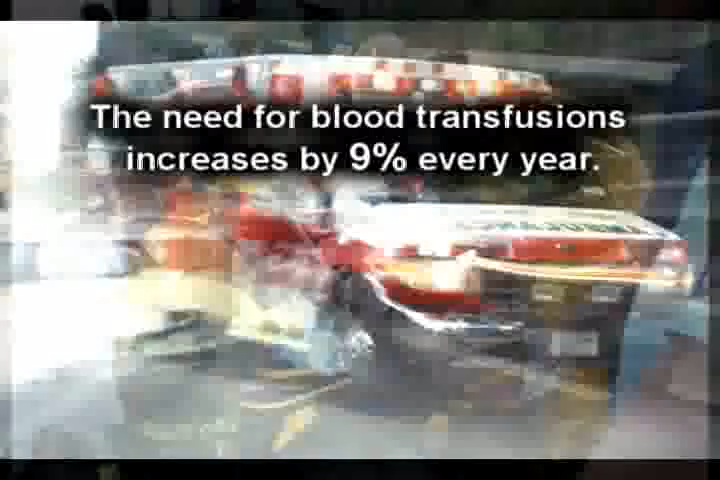 The need for blood transfusions
increases by 9% every year.